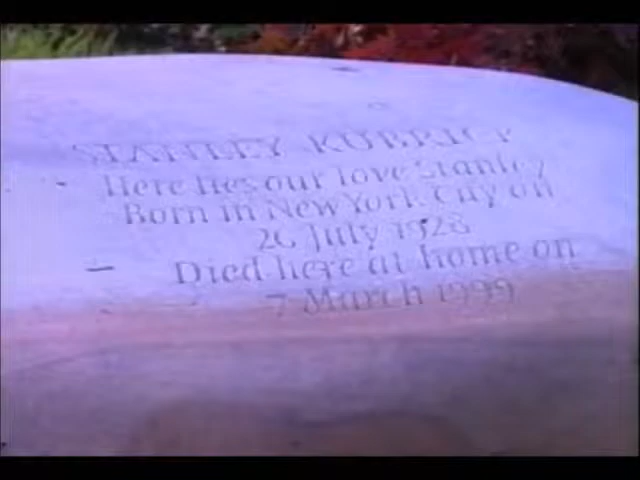 STANLEY KUBRICK
Here lies our love Stanley
Born in New York City on
26 July 1928
Died here at home on
7 March 1999